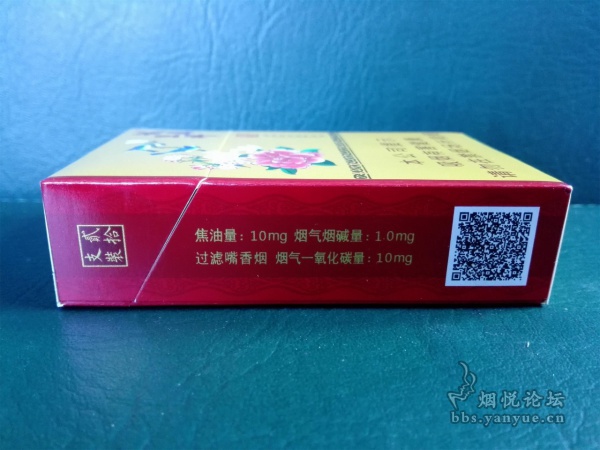 贰拾
支装
焦油量：10mg 烟气烟碱量：1.0mg
过滤嘴香烟 烟气一氧化碳量：10mg
烟悦论坛
bbs.yanyue.cn